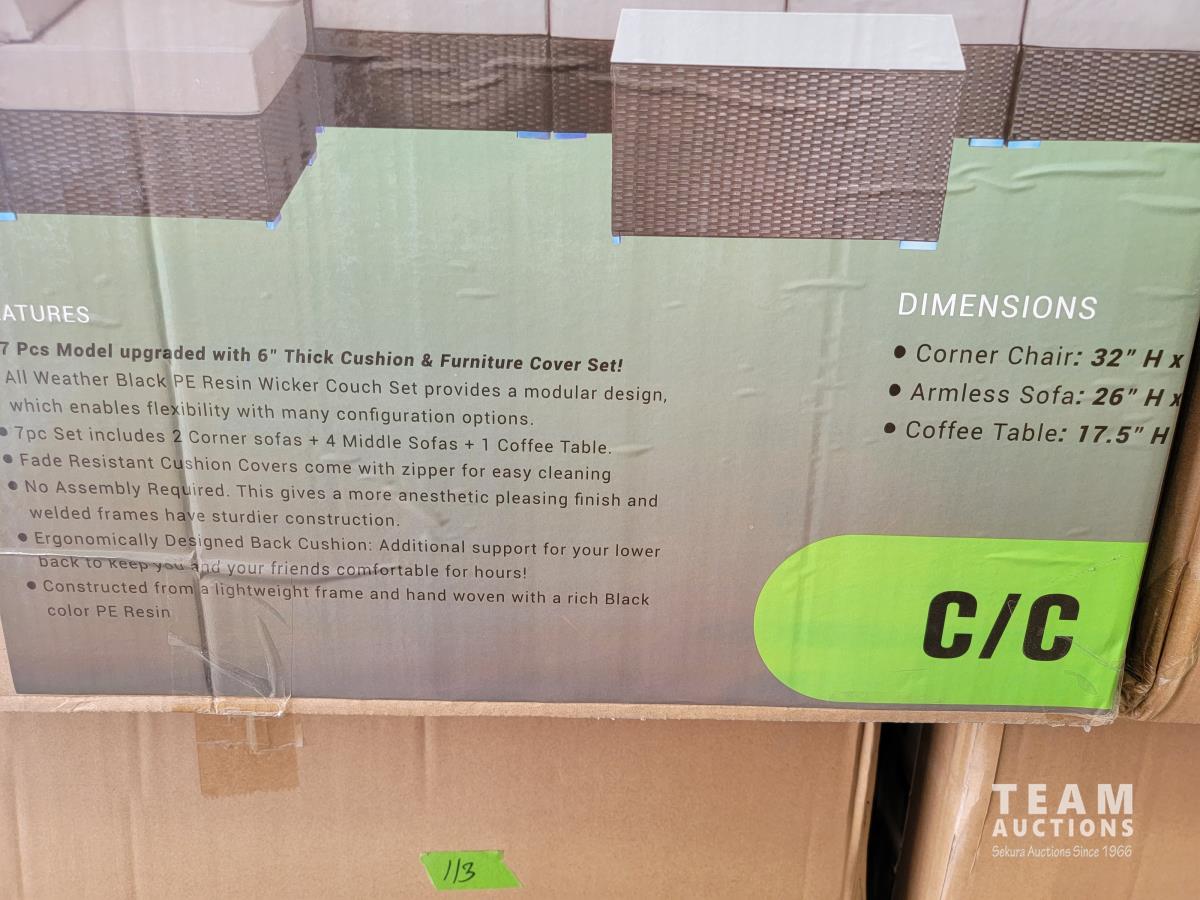 ATURES
7 Pcs Model upgraded with 6" Thick Cushion & Furniture Cover Set!
All Weather Black PE Resin Wicker Couch Set provides a modular design,
which enables flexibility with many configuration options.
• 7pc Set includes 2 Corner sofas + 4 Middle Sofas + 1 Coffee Table.
• Fade Resistant Cushion Covers come with zipper for easy cleaning
• No Assembly Required. This gives a more anesthetic pleasing finish and
welded frames have sturdier construction.
• Ergonomically Designed Back Cushion: Additional support for your lower
back to keep you and your friends comfortable for hours!
• Constructed from a lightweight frame and hand woven with a rich Black
color PE Resin
DIMENSIONS
• Corner Chair: 32" H x
• Armless Sofa: 26" H x
• Coffee Table: 17.5" H
C/C
113
TEAM
AUCTIONS
Sekura Auctions Since 1966